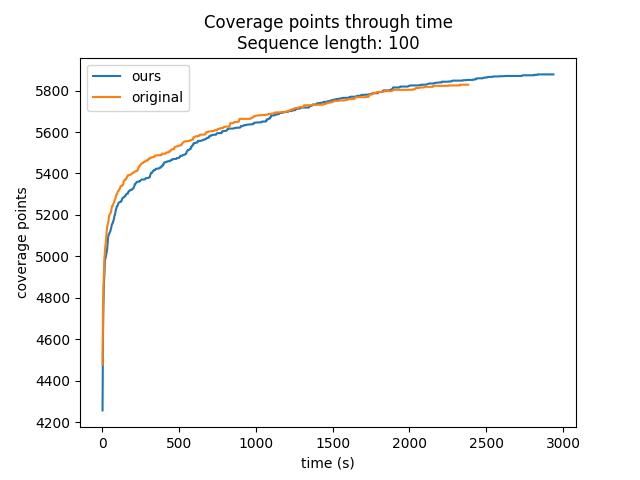 Coverage points through time
Sequence length: 100
ours
original
coverage points
5800
5600
5400
5200
5000
4800
4600
4400
4200
0
500
1000
1500
2000
2500
3000
time (s)